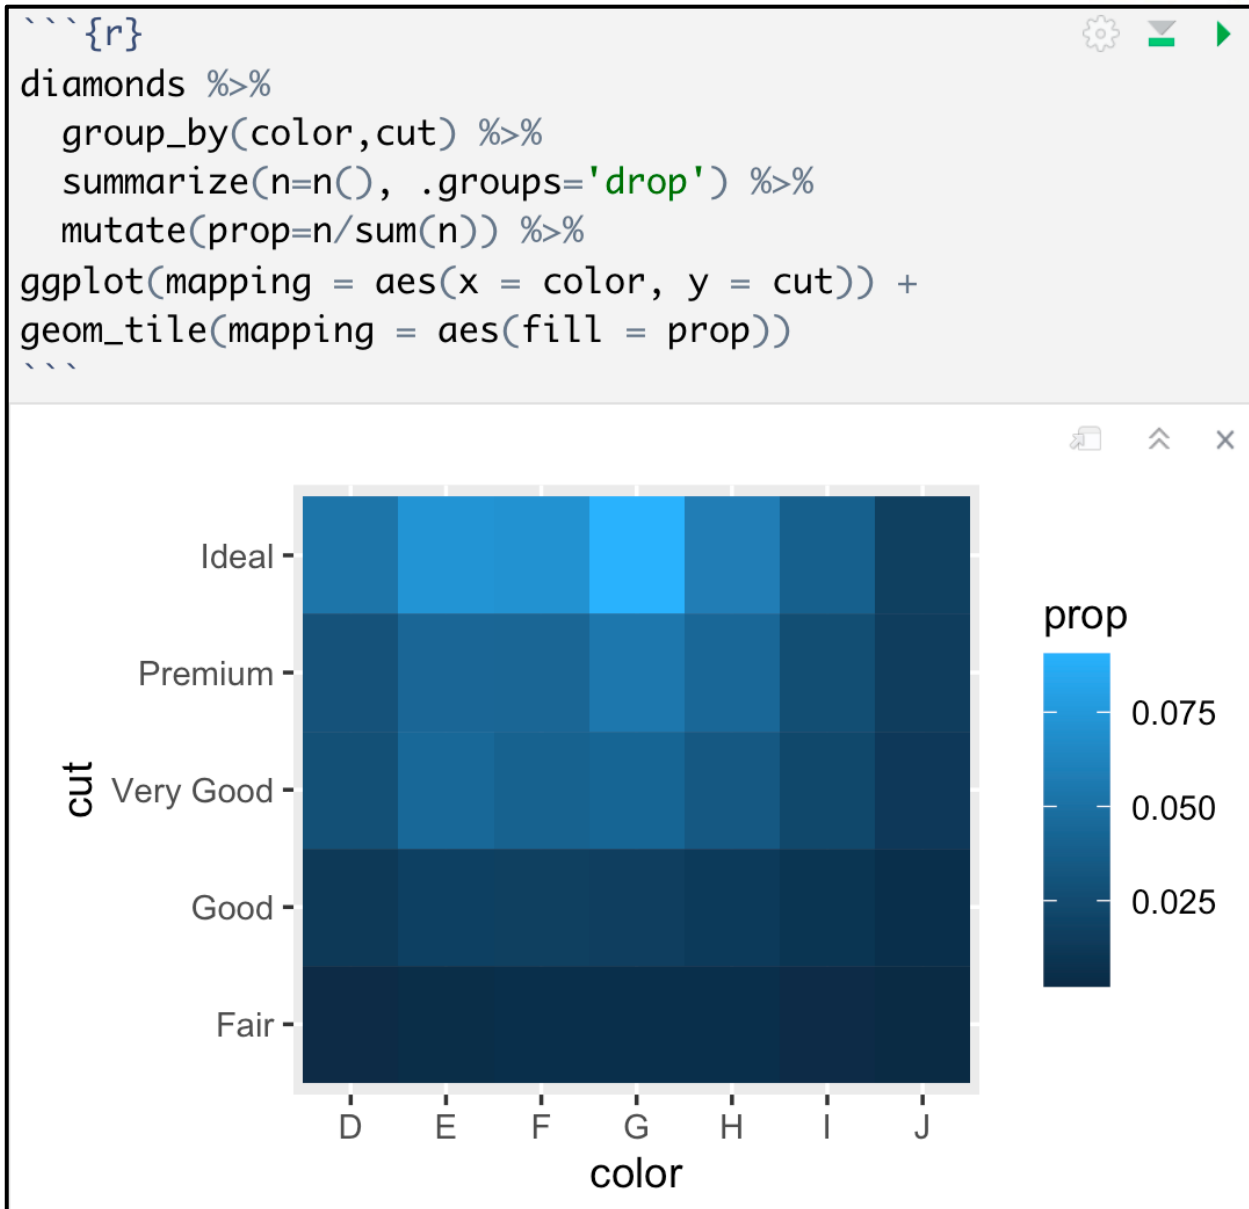 ```{r}
diamonds %>%
  group_by(color,cut) %>%
  summarize(n=n(), .groups='drop') %>%
  mutate(prop=n/sum(n)) %>%
ggplot(mapping = aes(x = color, y = cut)) +
geom_tile(mapping = aes(fill = prop))
```
Ideal
Premium
Very Good
Good
Fair
cut
D E F G H I J
color
prop
0.075
0.050
0.025